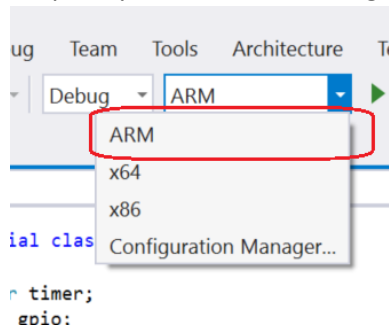 ug Team Tools Architecture T
Debug ARM
ARM
x64
x86
Configuration Manager...
ial clas
r timer;
gpio;